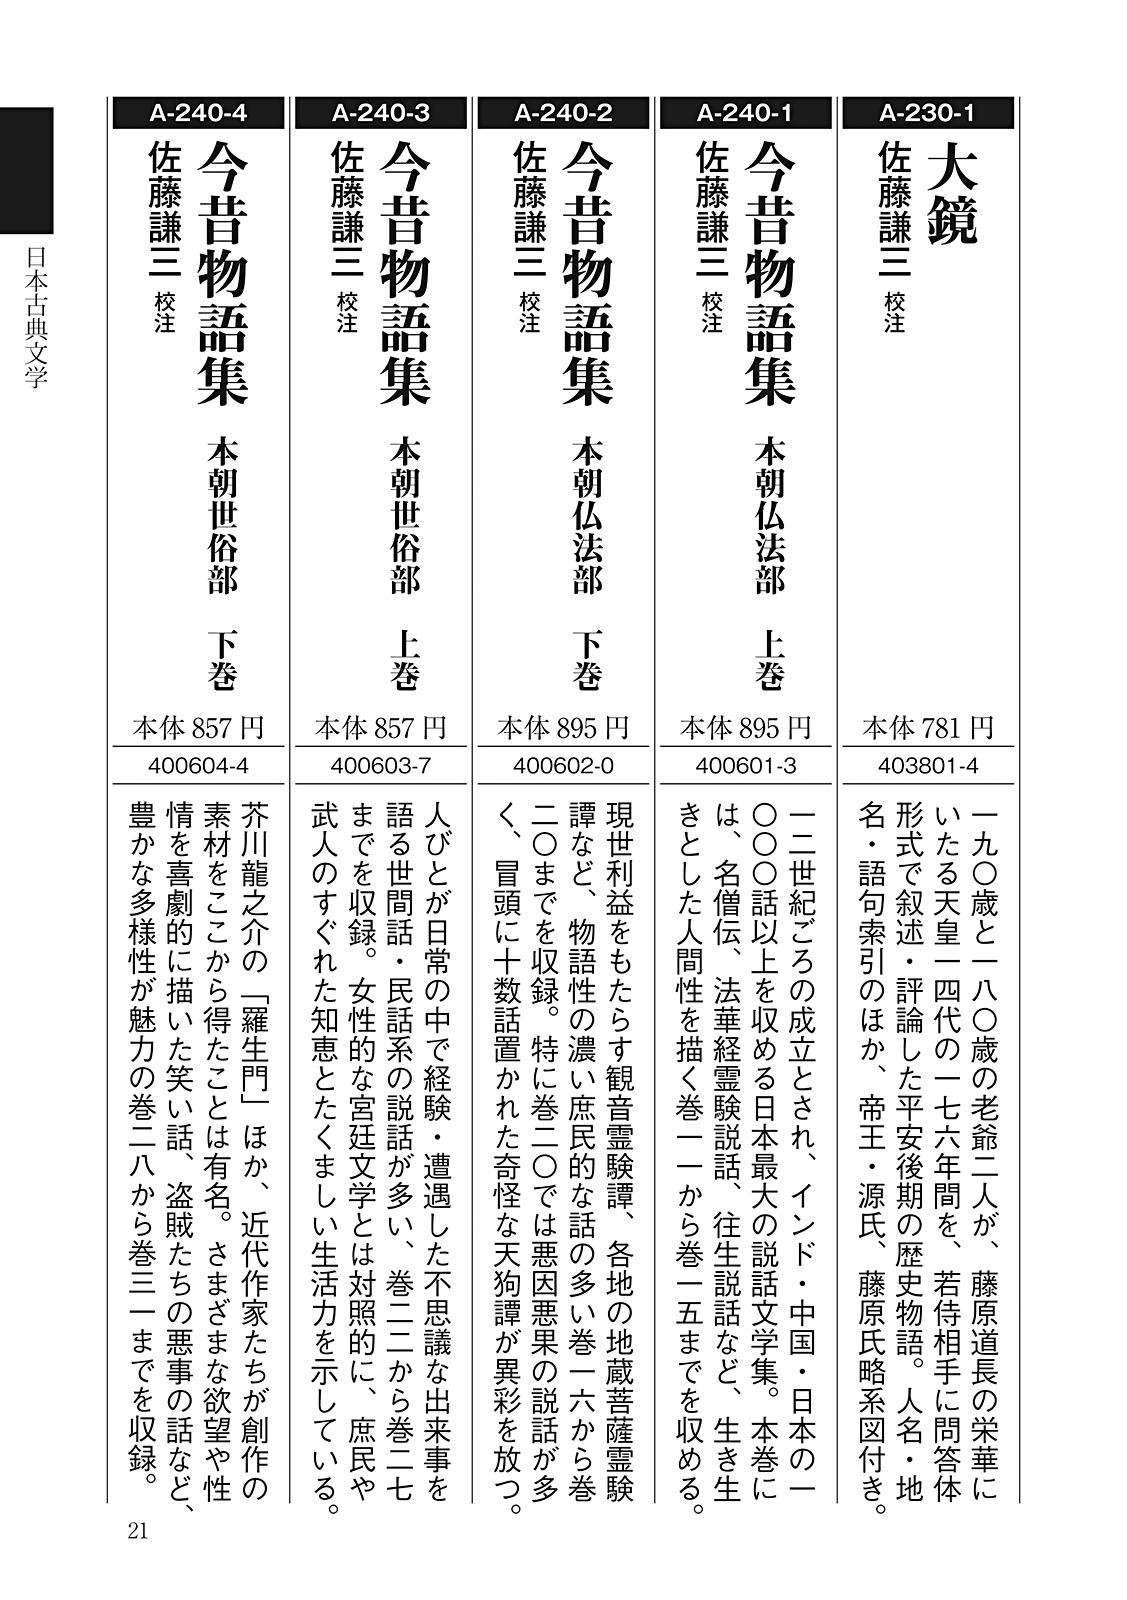 A-230-1
大鏡
佐藤謙三 校注
本体 781 円
403801-4
一九〇歳と一八〇歳の老爺二人が、藤原道長の栄華に
いたる天皇一四代の一七六年間を、若侍相手に問答体
形式で叙述・評論した平安後期の歴史物語。人名・地
名・語句索引のほか、帝王・源氏、藤原氏略系図付き。
A-240-1
今昔物語集 本朝仏法部 上巻
佐藤謙三 校注
本体 895 円
400601-3
一二世紀ごろの成立とされ、インド・中国・日本の一
〇〇〇話以上を収める日本最大の説話文学集。本巻に
は、名僧伝、法華経霊験説話、往生説話など、生き生
きとした人間性を描く巻一一から巻一五までを収める。
A-240-2
今昔物語集 本朝仏法部 下巻
佐藤謙三 校注
本体 895 円
400602-0
現世利益をもたらす観音霊験譚、各地の地蔵菩薩霊験
譚など、物語性の濃い庶民的な話の多い巻一六から巻
二〇までを収録。特に巻二〇では悪因悪果の説話が多
く、冒頭に十数話置かれた奇怪な天狗譚が異彩を放つ。
A-240-3
今昔物語集 本朝世俗部 上巻
佐藤謙三 校注
本体 857 円
400603-7
人びとが日常の中で経験・遭遇した不思議な出来事を
語る世間話・民話系の説話が多い、巻二二から巻二七
までを収録。女性的な宮廷文学とは対照的に、庶民や
武人のすぐれた知恵とたくましい生活力を示している。
A-240-4
今昔物語集 本朝世俗部 下巻
佐藤謙三 校注
本体 857 円
400604-4
芥川龍之介の「羅生門」ほか、近代作家たちが創作の
素材をここから得たことは有名。さまざまな欲望や性
情を喜劇的に描いた笑い話、盗賊たちの悪事の話など、
豊かな多様性が魅力の巻二八から巻三一までを収録。
日本古典文学
21